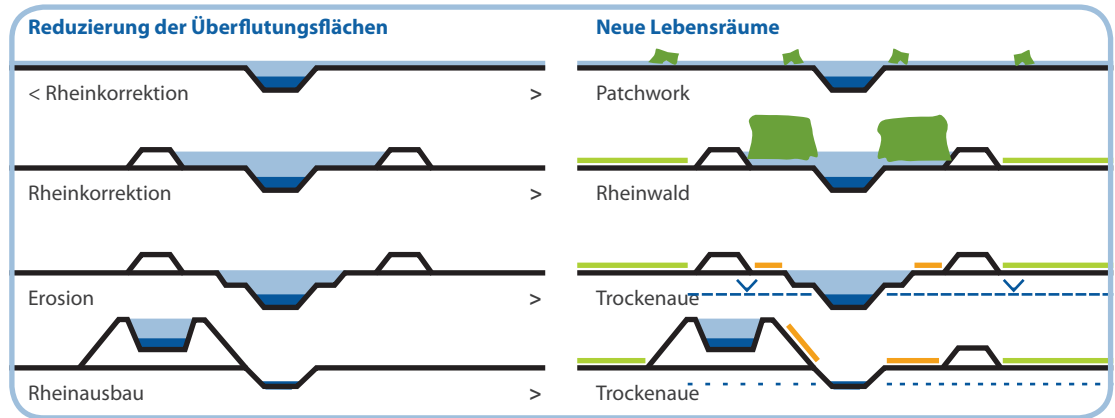 Reduzierung der Überflutungsflächen
Neue Lebensräume
< Rheinkorrektion >
Patchwork
Rheinkorrektion >
Rheinwald
Erosion >
Trockenaue
Rheinausbau >
Trockenaue